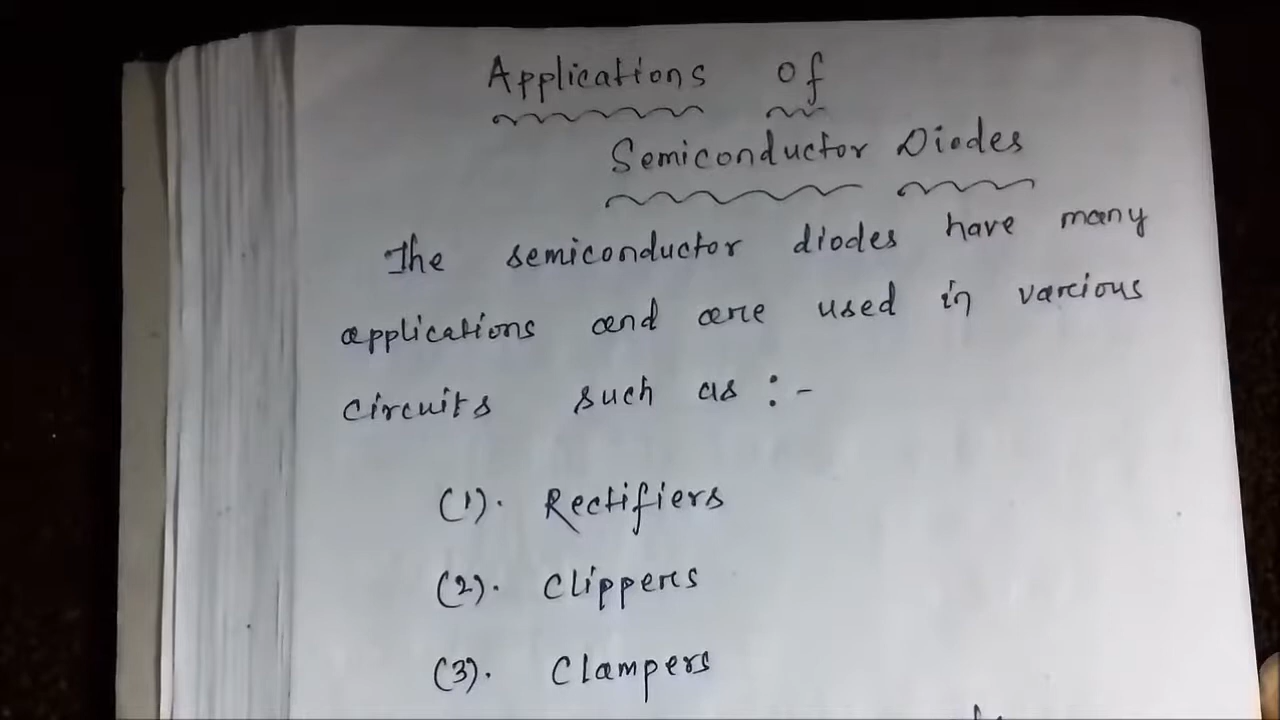 Applications of
Semiconductor Diodes
The semiconductor diodes have many
applications and are used in various
circuits such as :-
(1). Rectifiers
(2). Clippers
(3). Clampers